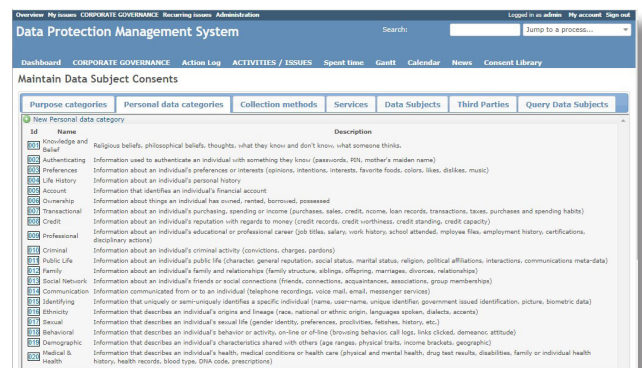 Overview My issues CORPORATE GOVERNANCE Recurring issues Administration Logged in as admin My account Sign out
Data Protection Management System Search: Jump to a process...
Dashboard CORPORATE GOVERNANCE Action Log ACTIVITIES / ISSUES Spent time Gantt Calendar News Consent Library
Maintain Data Subject Consents
Purpose categories Personal data categories Collection methods Services Data Subjects Third Parties Query Data Subjects
New Personal data category
Id Name Description
001 Knowledge and Belief Religious beliefs, philosophical beliefs, thoughts, what they know and don't know, what someone thinks.
002 Authenticating Information used to authenticate an individual with something they know (passwords, PIN, mother's maiden name)
003 Preferences Information about an individual's preferences or interests (opinions, intentions, interests, favorite foods, colors, likes, dislikes, music)
004 Life History Information about an individual's personal history
005 Account Information that identifies an individual's financial account
006 Ownership Information about things an individual has owned, rented, borrowed, possessed
007 Transactional Information about an individual's purchasing, spending or income (purchases, sales, credit, ncome, loan records, transactions, taxes, purchases and spending habits)
008 Credit Information about an individual's reputation with regards to money (credit records, credit worthiness, credit standing, credit capacity)
009 Professional Information about an individual's educational or professional career (job titles, salary, work history, school attended, mployee files, employment history, certifications,
disciplinary actions)
010 Criminal Information about an individual's criminal activity (convictions, charges, pardons)
011 Public Life Information about an individual's public life (character, general reputation, social status, marital status, religion, political affiliations, interactions, communications meta-data)
012 Family Information about an individual's family and relationships (family structure, siblings, offspring, marriages, divorces, relationships)
013 Social Network Information about an individual's friends or social connections (friends, connections, acquaintances, associations, group memberships)
014 Communication Information communicated from or to an individual (telephone recordings, voice mail, email, messenger services)
015 Identifying Information that uniquely or semi-uniquely identifies a specific individual (name, user-name, unique identifier, government issued identification, picture, biometric data)
016 Ethnicity Information that describes an individual's origins and lineage (race, national or ethnic origin, languages spoken, dialects, accents)
017 Sexual Information that describes an individual's sexual life (gender identity, preferences, proclivities, fetishes, history, etc.)
018 Behavioral Information that describes an individual's behavior or activity, on-line or of-line (browsing behavior, call logs, links clicked, demeanor, attitude)
019 Demographic Information that describes an individual's characteristics shared with others (age ranges, physical traits, income brackets, geographic)
020 Medical & Health Information that describes an individual's health, medical conditions or health care (physical and mental health, drug test results, disabilities, family or individual health
history, health records, blood type, DNA code, prescriptions)